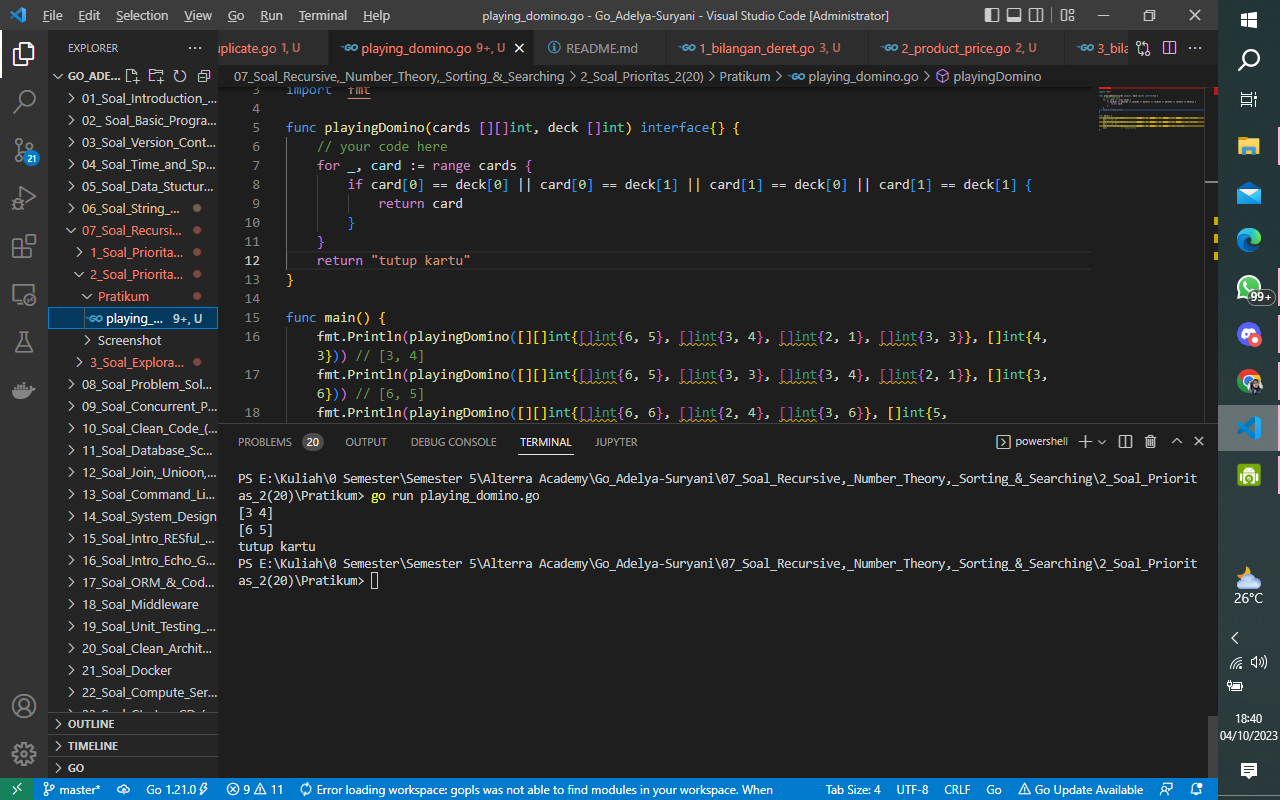 File Edit Selection View Go Run Terminal Help
playing_domino.go - Go_Adelya-Suryani - Visual Studio Code [Administrator]
EXPLORER
uplicate.go 1, U
playing_domino.go 9+, U
README.md
1_bilangan_deret.go 3, U
2_product_price.go 2, U
3_bila
GO_ADE...
07_Soal_Recursive,_Number_Theory,_Sorting_&_Searching > 2_Soal_Prioritas_2(20) > Pratikum > playing_domino.go > playingDomino
01_Soal_Introduction_...
02_ Soal_Basic_Progra...
03_Soal_Version_Cont...
04_Soal_Time_and_Sp...
05_Soal_Data_Stucture...
06_Soal_String_...
07_Soal_Recursi...
1_Soal_Priorita...
2_Soal_Priorita...
Pratikum
playing_... 9+, U
Screenshot
3_Soal_Explora...
08_Soal_Problem_Sol...
09_Soal_Concurrent_P...
10_Soal_Clean_Code_(...
11_Soal_Database_Sc...
12_Soal_Join,_Unioon,...
13_Soal_Command_Li...
14_Soal_System_Design
15_Soal_Intro_RESful_...
16_Soal_Intro_Echo_G...
17_Soal_ORM_&_Cod...
18_Soal_Middleware
19_Soal_Unit_Testing_...
20_Soal_Clean_Archit...
21_Soal_Docker
22_Soal_Compute_Ser...
OUTLINE
TIMELINE
GO
21
3 import "fmt"
4
5 func playingDomino(cards [][]int, deck []int) interface{} {
6 // your code here
7 for _, card := range cards {
8 if card[0] == deck[0] || card[0] == deck[1] || card[1] == deck[0] || card[1] == deck[1] {
9 return card
10 }
11 }
12 return "tutup kartu"
13 }
14
15 func main() {
16 fmt.Println(playingDomino([][]int{[]int{6, 5}, []int{3, 4}, []int{2, 1}, []int{3, 3}}, []int{4,
3})) // [3, 4]
17 fmt.Println(playingDomino([][]int{[]int{6, 5}, []int{3, 3}, []int{3, 4}, []int{2, 1}}, []int{3,
6})) // [6, 5]
18 fmt.Println(playingDomino([][]int{[]int{6, 6}, []int{2, 4}, []int{3, 6}}, []int{5,
PROBLEMS 20 OUTPUT DEBUG CONSOLE TERMINAL JUPYTER
powershell
PS E:\Kuliah\0 Semester\Semester 5\Alterra Academy\Go_Adelya-Suryani\07_Soal_Recursive,_Number_Theory,_Sorting_&_Searching\2_Soal_Priorit
as_2(20)\Pratikum> go run playing_domino.go
[3 4]
[6 5]
tutup kartu
PS E:\Kuliah\0 Semester\Semester 5\Alterra Academy\Go_Adelya-Suryani\07_Soal_Recursive,_Number_Theory,_Sorting_&_Searching\2_Soal_Priorit
as_2(20)\Pratikum>
master*
Go 1.21.0
9 11
Error loading workspace: gopls was not able to find modules in your workspace. When
Tab Size: 4
UTF-8
CRLF
Go
Go Update Available
99+
26°C
18:40
04/10/2023